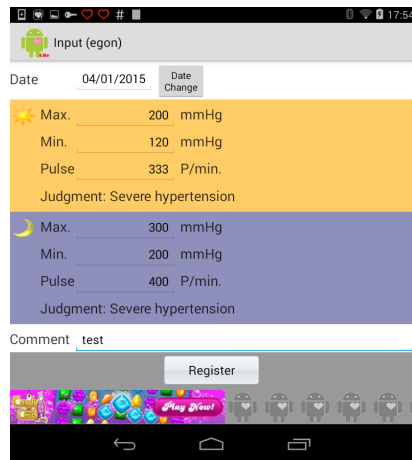 17:54
Input (egon)
Date 04/01/2015 Date Change
Max. 200 mmHg
Min. 120 mmHg
Pulse 333 P/min.
Judgment: Severe hypertension
Max. 300 mmHg
Min. 200 mmHg
Pulse 400 P/min.
Judgment: Severe hypertension
Comment test
Register
Candy Crush Play Now!